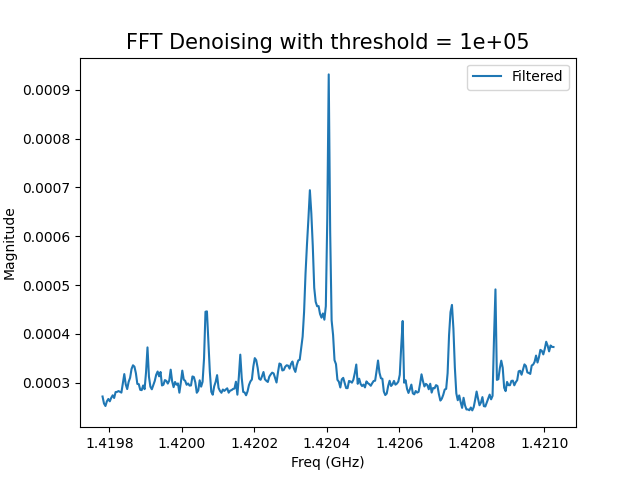 FFT Denoising with threshold = 1e+05
Filtered
0.0009
0.0008
0.0007
0.0006
0.0005
0.0004
0.0003
Magnitude
1.4198 1.4200 1.4202 1.4204 1.4206 1.4208 1.4210
Freq (GHz)